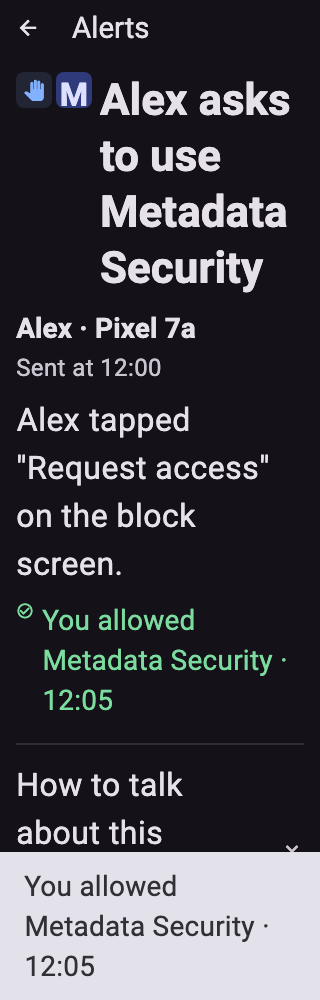 Alerts
M
Alex asks
to use
Metadata
Security
Alex · Pixel 7a
Sent at 12:00
Alex tapped
"Request access"
on the block
screen.
You allowed
Metadata Security ·
12:05
How to talk
about this
You allowed
Metadata Security ·
12:05